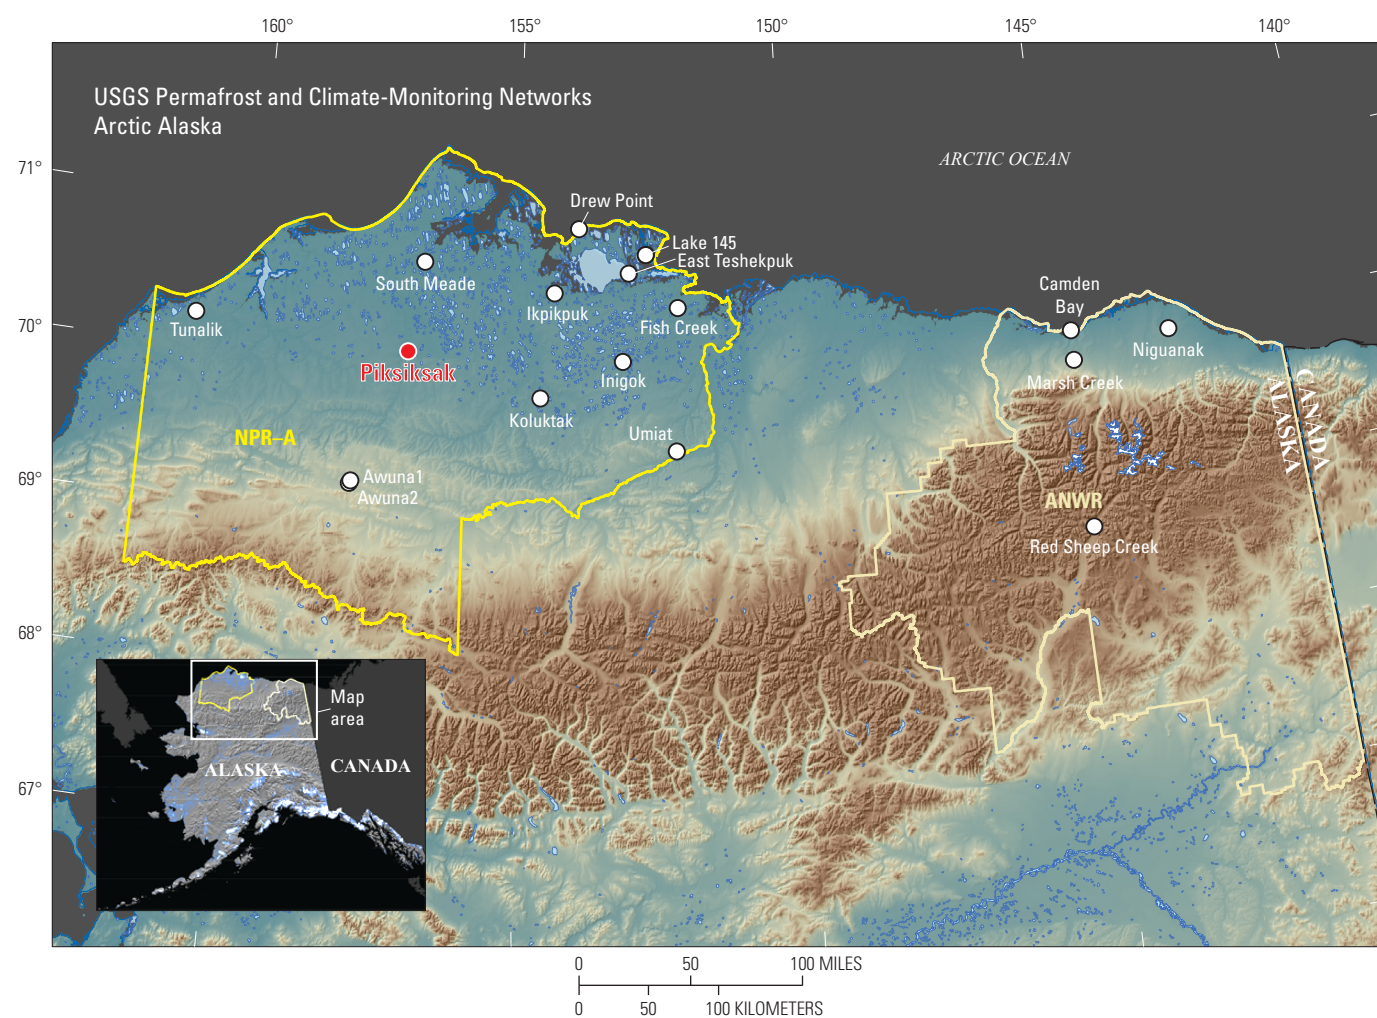 160°
155°
150°
145°
140°
USGS Permafrost and Climate-Monitoring Networks
Arctic Alaska
ARCTIC OCEAN
71°
70°
69°
68°
67°
Drew Point
Lake 145
East Teshekpuk
South Meade
Ikpikpuk
Fish Creek
Tunalik
Piksiksak
Inigok
Koluktak
Umiat
NPR–A
Awuna1
Awuna2
Camden
Bay
Niguanak
Marsh Creek
CANADA
ALASKA
ANWR
Red Sheep Creek
Map
area
ALASKA
CANADA
0 50 100 MILES
0 50 100 KILOMETERS